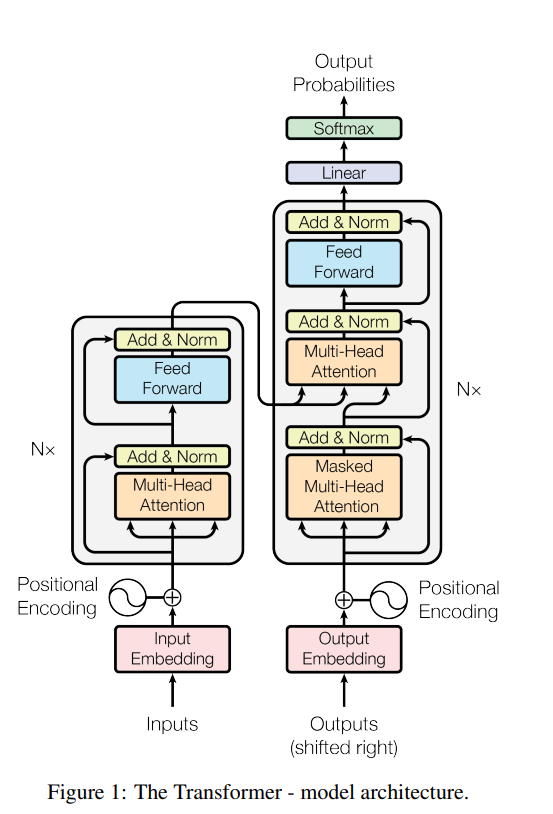 Output
Probabilities
Softmax
Linear
Add & Norm
Feed
Forward
Add & Norm
Multi-Head
Attention
Add & Norm
Masked
Multi-Head
Attention
N×
Add & Norm
Feed
Forward
Add & Norm
Multi-Head
Attention
N×
Positional
Encoding
Positional
Encoding
Input
Embedding
Output
Embedding
Inputs
Outputs
(shifted right)
Figure 1: The Transformer - model architecture.